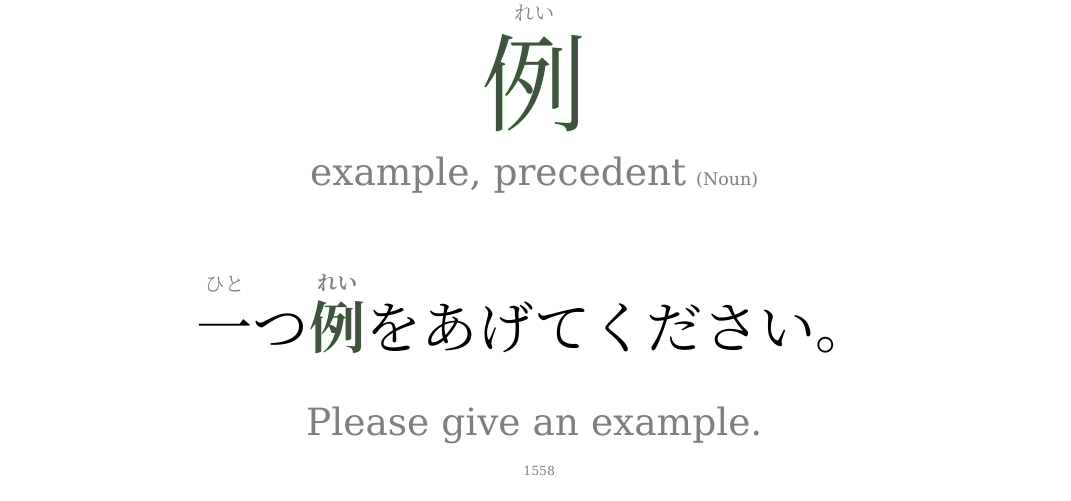 れい
例
example, precedent (Noun)
ひと れい
一つ例をあげてください。
Please give an example.
1558